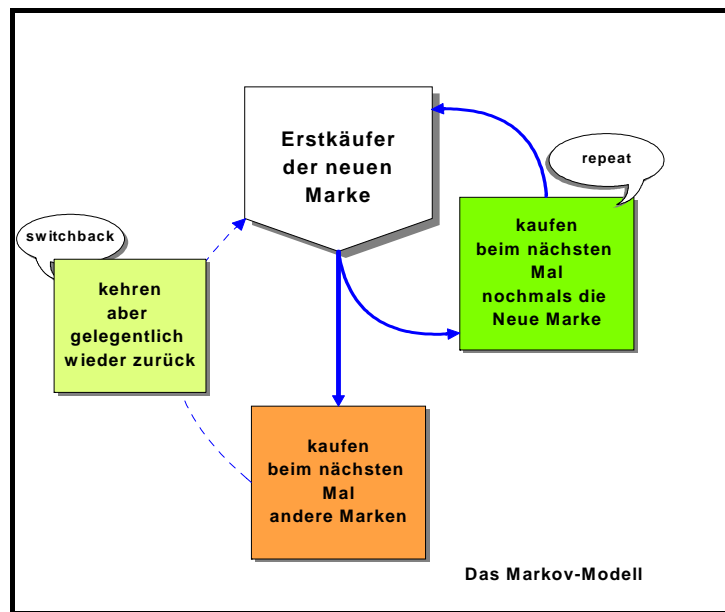 Erstkäufer
der neuen
Marke
repeat
kaufen
beim nächsten
Mal
nochmals die
Neue Marke
switchback
kehren
aber
gelegentlich
wieder zurück
kaufen
beim nächsten
Mal
andere Marken
Das Markov-Modell